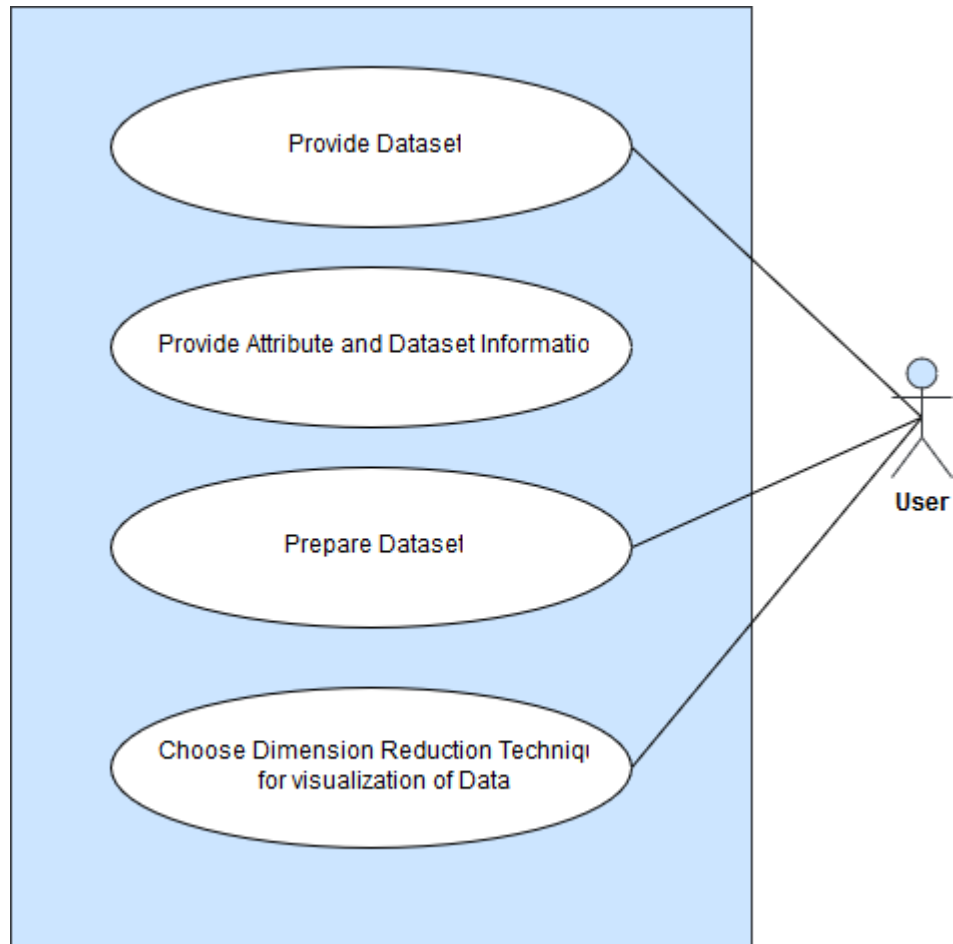 Provide Dataset
Provide Attribute and Dataset Informatio
User
Prepare Dataset
Choose Dimension Reduction Techniqu
for visualization of Data